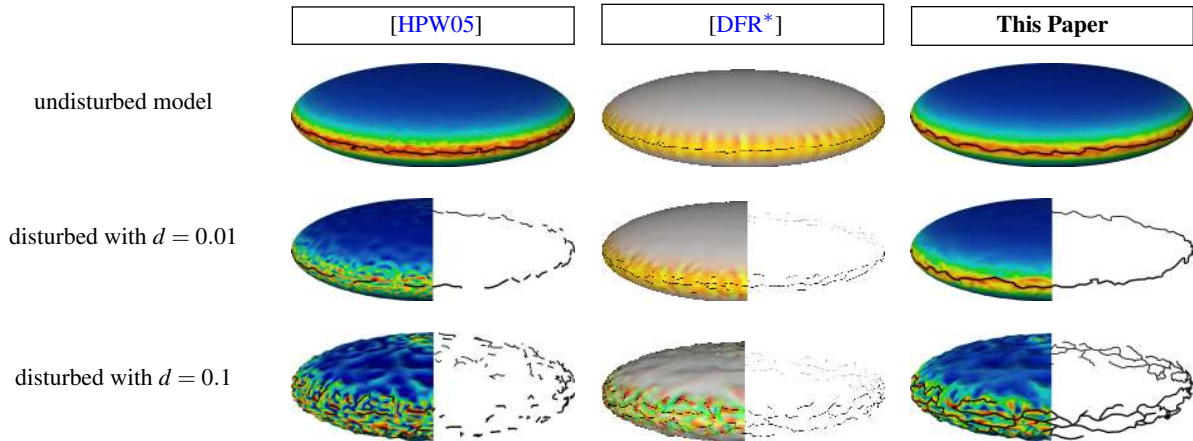 [HPW05] [DFR*] This Paper
undisturbed model
disturbed with d = 0.01
disturbed with d = 0.1